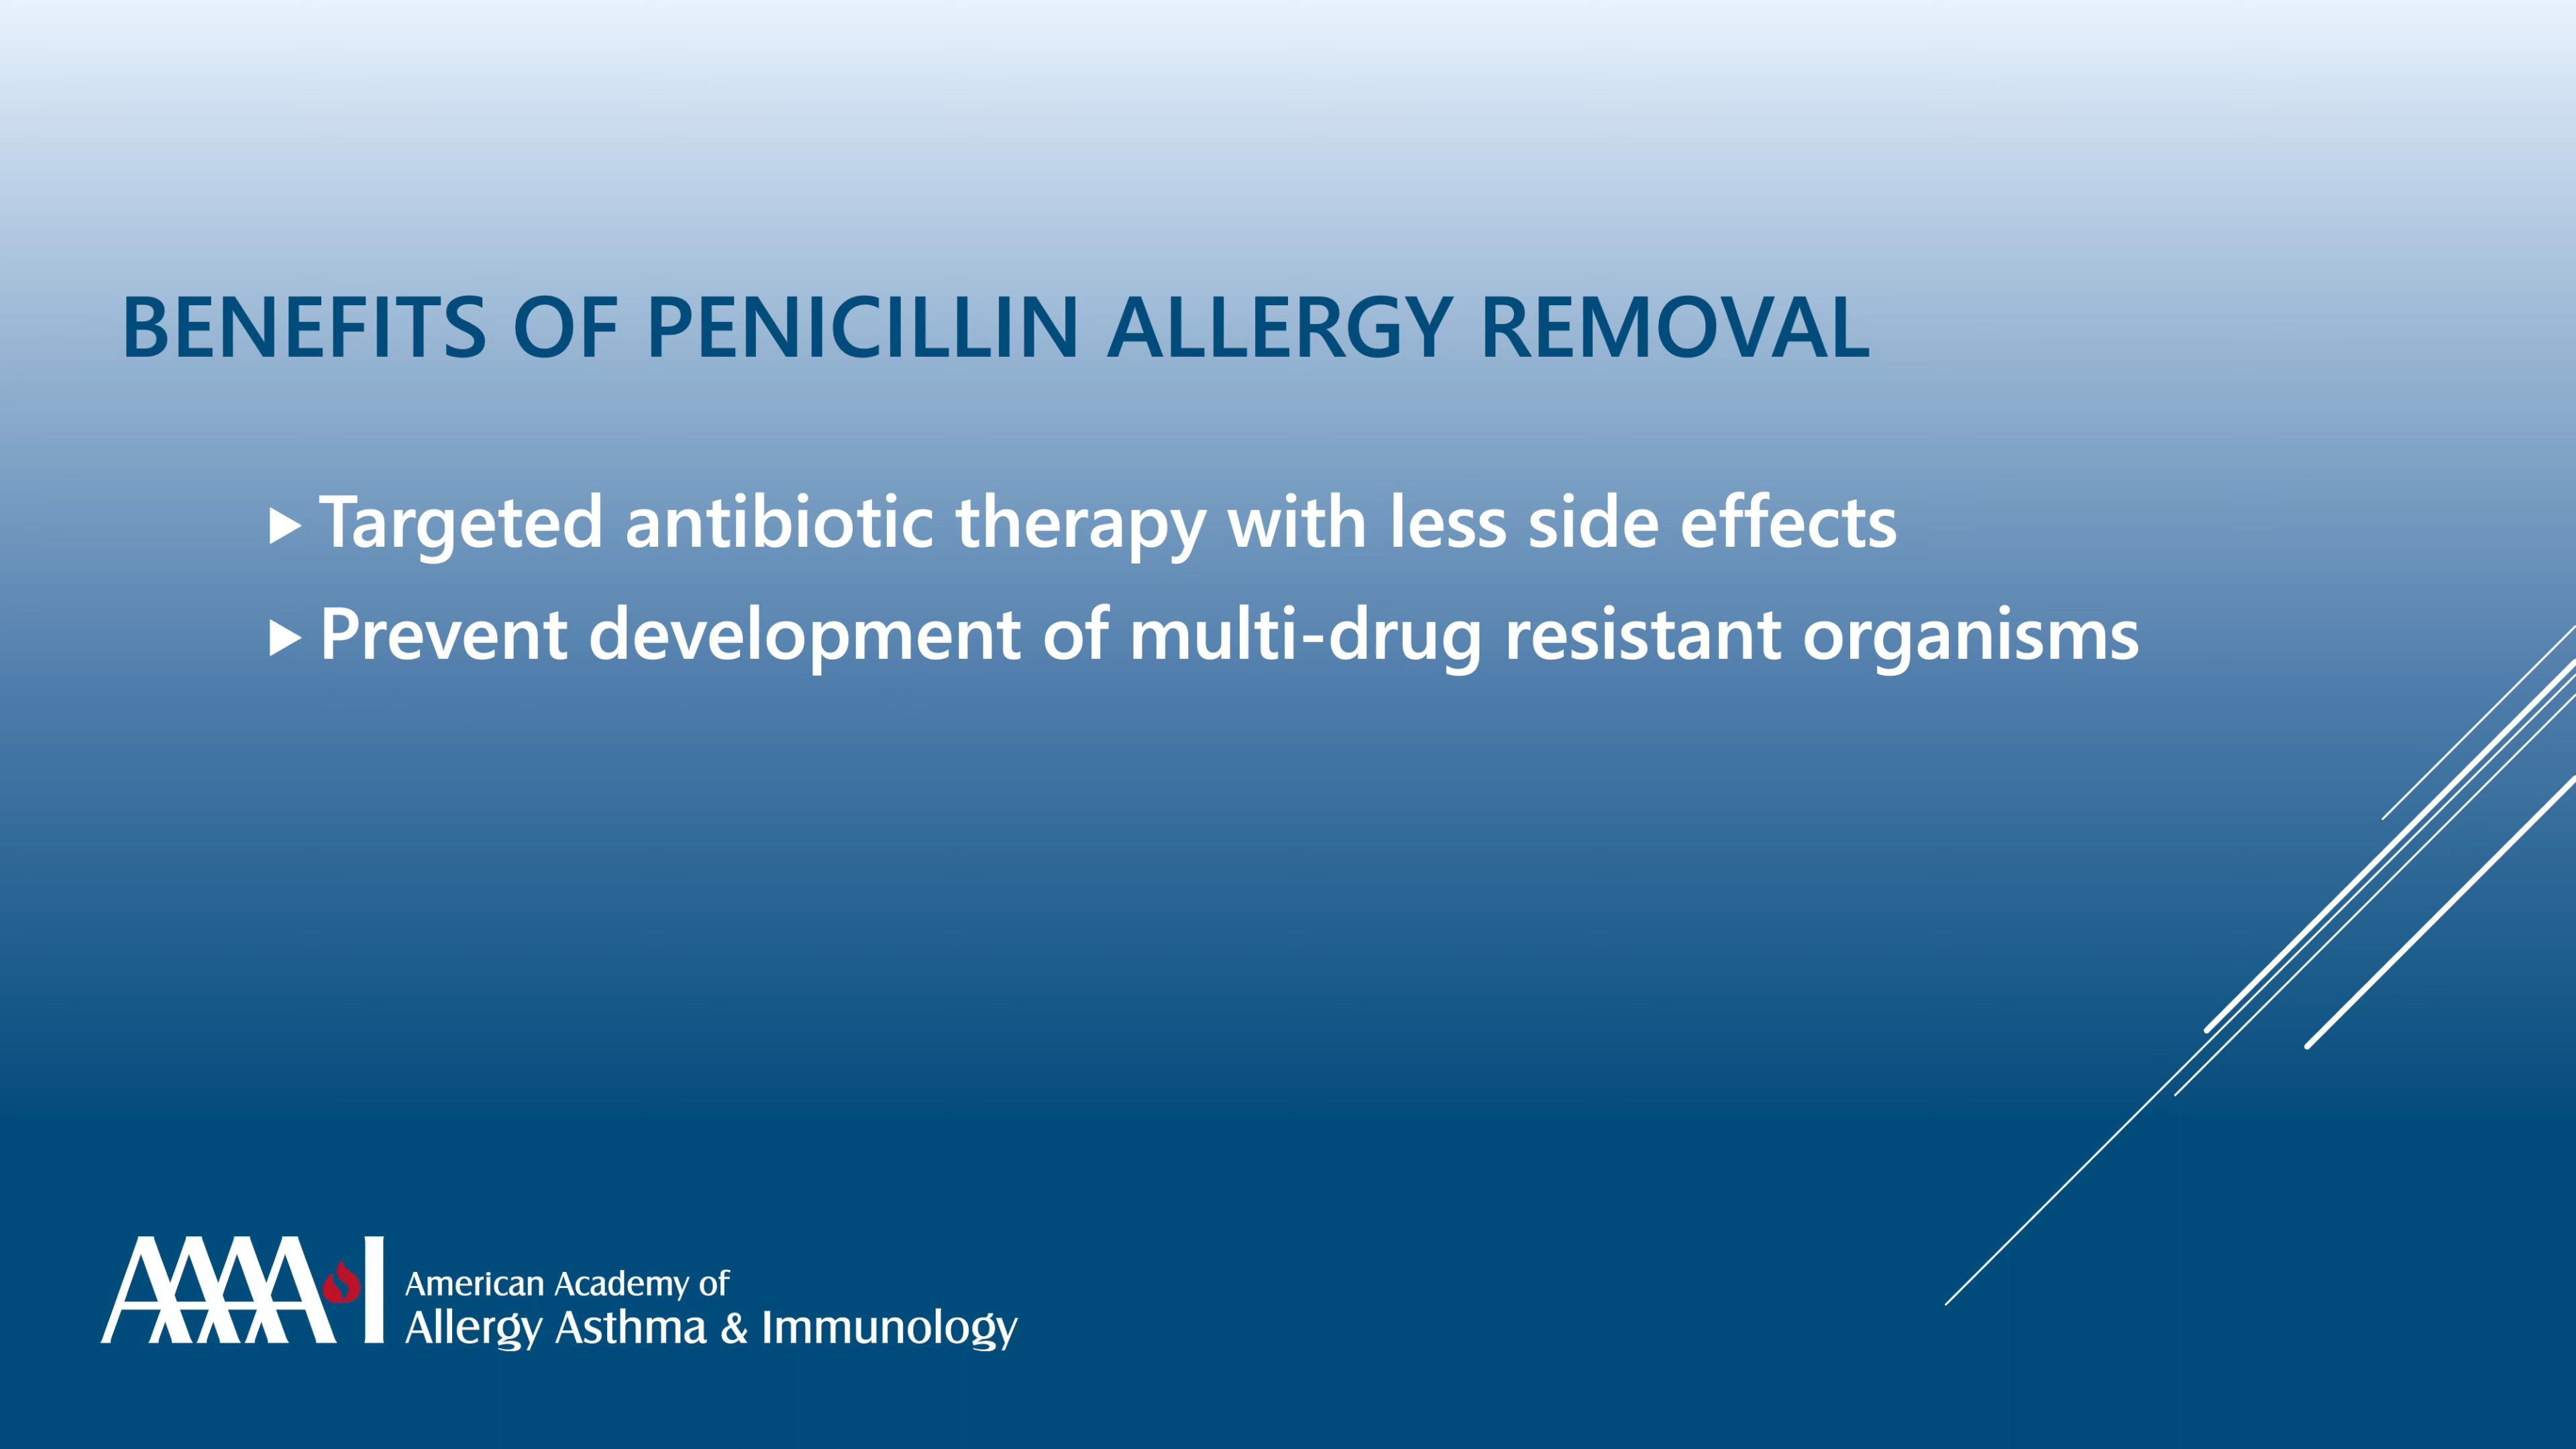 BENEFITS OF PENICILLIN ALLERGY REMOVAL
Targeted antibiotic therapy with less side effects
Prevent development of multi-drug resistant organisms
AAAAI
American Academy of
Allergy Asthma & Immunology